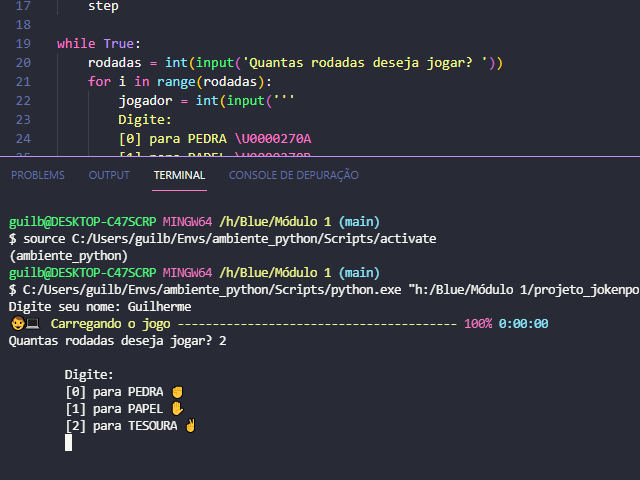 17 step
18
19 while True:
20 rodadas = int(input('Quantas rodadas deseja jogar? '))
21 for i in range(rodadas):
22 jogador = int(input('''
23 Digite:
24 [0] para PEDRA \U0000270A
PROBLEMS OUTPUT TERMINAL CONSOLE DE DEPURAÇÃO
guilb@DESKTOP-C47SCRP MINGW64 /h/Blue/Módulo 1 (main)
$ source C:/Users/guilb/Envs/ambiente_python/Scripts/activate
(ambiente_python)
guilb@DESKTOP-C47SCRP MINGW64 /h/Blue/Módulo 1 (main)
$ C:/Users/guilb/Envs/ambiente_python/Scripts/python.exe "h:/Blue/Módulo 1/projeto_jokenpo
Digite seu nome: Guilherme
👨‍💻 Carregando o jogo ---------------------------------------- 100% 0:00:00
Quantas rodadas deseja jogar? 2
Digite:
[0] para PEDRA ✊
[1] para PAPEL ✋
[2] para TESOURA ✌